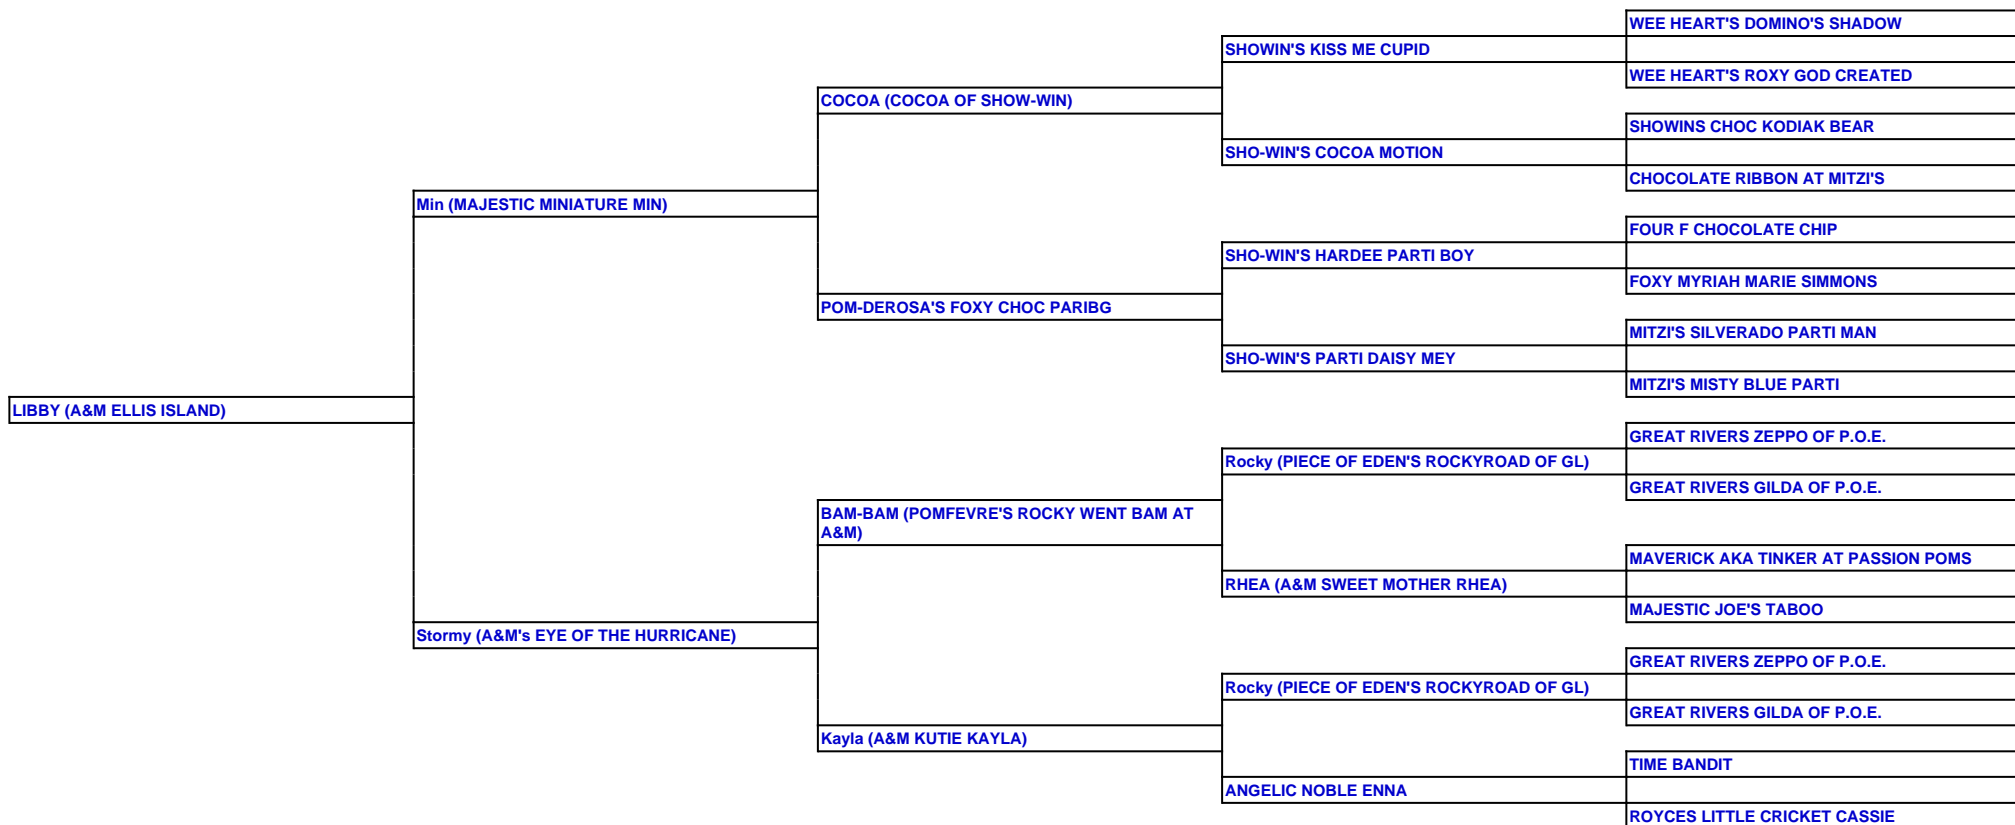 WEE HEART'S DOMINO'S SHADOW
SHOWIN'S KISS ME CUPID
WEE HEART'S ROXY GOD CREATED
COCOA (COCOA OF SHOW-WIN)
SHOWINS CHOC KODIAK BEAR
SHO-WIN'S COCOA MOTION
CHOCOLATE RIBBON AT MITZI'S
Min (MAJESTIC MINIATURE MIN)
FOUR F CHOCOLATE CHIP
SHO-WIN'S HARDEE PARTI BOY
FOXY MYRIAH MARIE SIMMONS
POM-DEROSA'S FOXY CHOC PARIBG
MITZI'S SILVERADO PARTI MAN
SHO-WIN'S PARTI DAISY MEY
MITZI'S MISTY BLUE PARTI
LIBBY (A&M ELLIS ISLAND)
GREAT RIVERS ZEPPO OF P.O.E.
Rocky (PIECE OF EDEN'S ROCKYROAD OF GL)
GREAT RIVERS GILDA OF P.O.E.
BAM-BAM (POMFEVRE'S ROCKY WENT BAM AT
A&M)
MAVERICK AKA TINKER AT PASSION POMS
RHEA (A&M SWEET MOTHER RHEA)
MAJESTIC JOE'S TABOO
Stormy (A&M's EYE OF THE HURRICANE)
GREAT RIVERS ZEPPO OF P.O.E.
Rocky (PIECE OF EDEN'S ROCKYROAD OF GL)
GREAT RIVERS GILDA OF P.O.E.
Kayla (A&M KUTIE KAYLA)
TIME BANDIT
ANGELIC NOBLE ENNA
ROYCES LITTLE CRICKET CASSIE